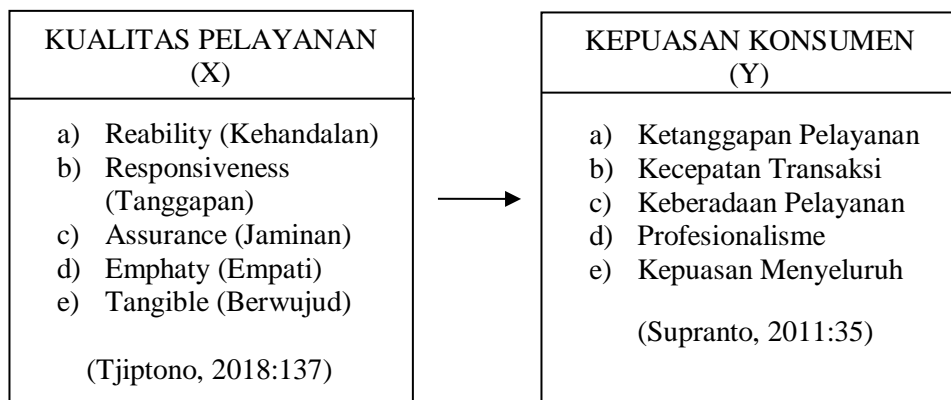 KUALITAS PELAYANAN
(X)
a) Reability (Kehandalan)
b) Responsiveness
(Tanggapan)
c) Assurance (Jaminan)
d) Emphaty (Empati)
e) Tangible (Berwujud)
(Tjiptono, 2018:137)
KEPUASAN KONSUMEN
(Y)
a) Ketanggapan Pelayanan
b) Kecepatan Transaksi
c) Keberadaan Pelayanan
d) Profesionalisme
e) Kepuasan Menyeluruh
(Supranto, 2011:35)